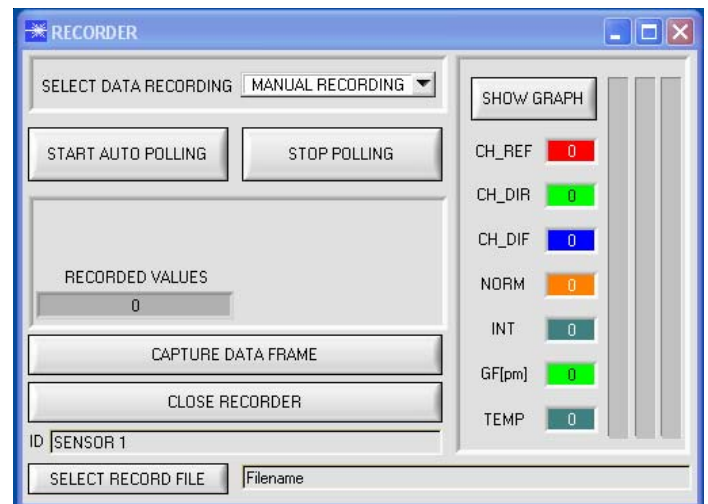 RECORDER
SELECT DATA RECORDING MANUAL RECORDING
START AUTO POLLING STOP POLLING
RECORDED VALUES
0
CAPTURE DATA FRAME
CLOSE RECORDER
ID SENSOR 1
SELECT RECORD FILE Filename
SHOW GRAPH
CH_REF 0
CH_DIR 0
CH_DIF 0
NORM 0
INT 0
GF[pm] 0
TEMP 0